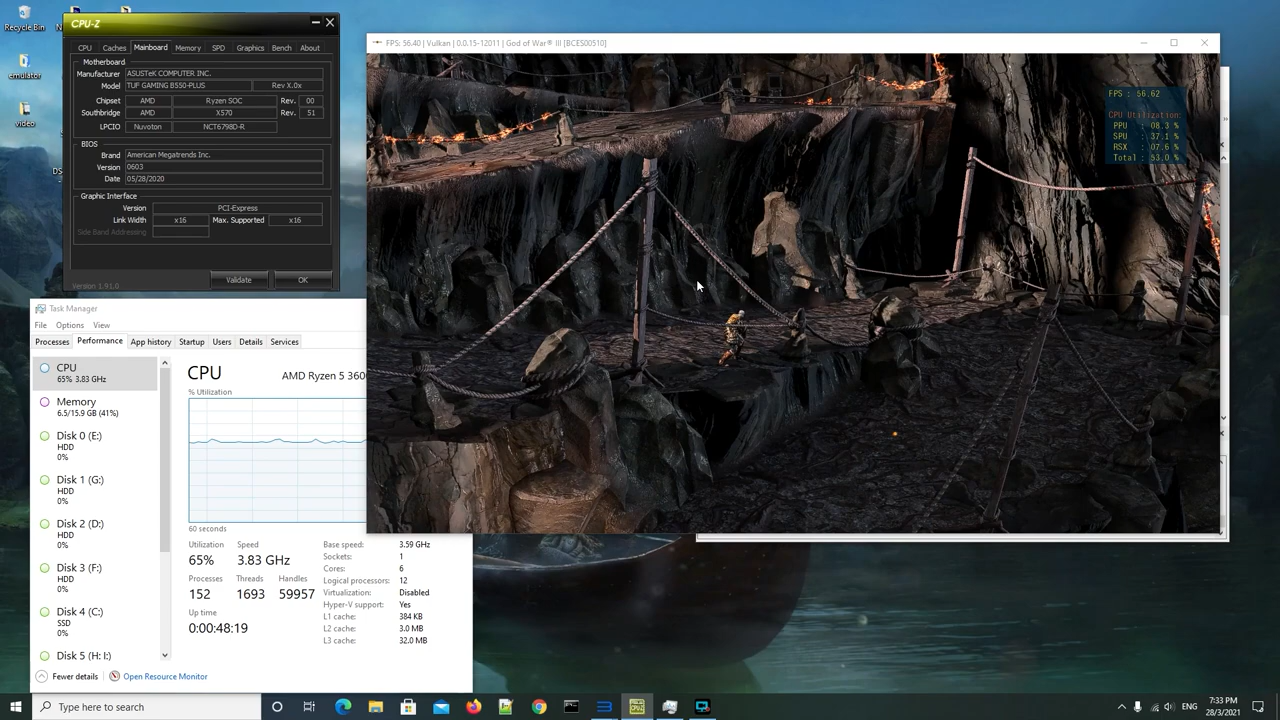 Recycle Bin
N
emulator
video
DS
CPU-Z
CPU Caches Mainboard Memory SPD Graphics Bench About
Motherboard
Manufacturer ASUSTeK COMPUTER INC.
Model TUF GAMING B550-PLUS Rev X.0x
Chipset AMD Ryzen SOC Rev. 00
Southbridge AMD X570 Rev. 51
LPCIO Nuvoton NCT6798D-R
BIOS
Brand American Megatrends Inc.
Version 0603
Date 05/28/2020
Graphic Interface
Version PCI-Express
Link Width x16 Max. Supported x16
Side Band Addressing
Version 1.91.0 Validate OK
FPS: 56.40 | Vulkan | 0.0.15-12011 | God of War® III [BCES00510]
FPS : 56.62
CPU Utilization:
PPU : 08.3 %
SPU : 37.1 %
RSX : 07.6 %
Total : 53.0 %
Task Manager
File Options View
Processes Performance App history Startup Users Details Services
CPU
65% 3.83 GHz
Memory
6.5/15.9 GB (41%)
Disk 0 (E:)
HDD
0%
Disk 1 (G:)
HDD
0%
Disk 2 (D:)
HDD
0%
Disk 3 (F:)
HDD
0%
Disk 4 (C:)
SSD
0%
Disk 5 (H: I:)
CPU AMD Ryzen 5 360
% Utilization
60 seconds
Utilization Speed
65% 3.83 GHz
Processes Threads Handles
152 1693 59957
Up time
0:00:48:19
Base speed: 3.59 GHz
Sockets: 1
Cores: 6
Logical processors: 12
Virtualization: Disabled
Hyper-V support: Yes
L1 cache: 384 KB
L2 cache: 3.0 MB
L3 cache: 32.0 MB
Fewer details Open Resource Monitor
Type here to search
ENG
7:33 PM
28/3/2021